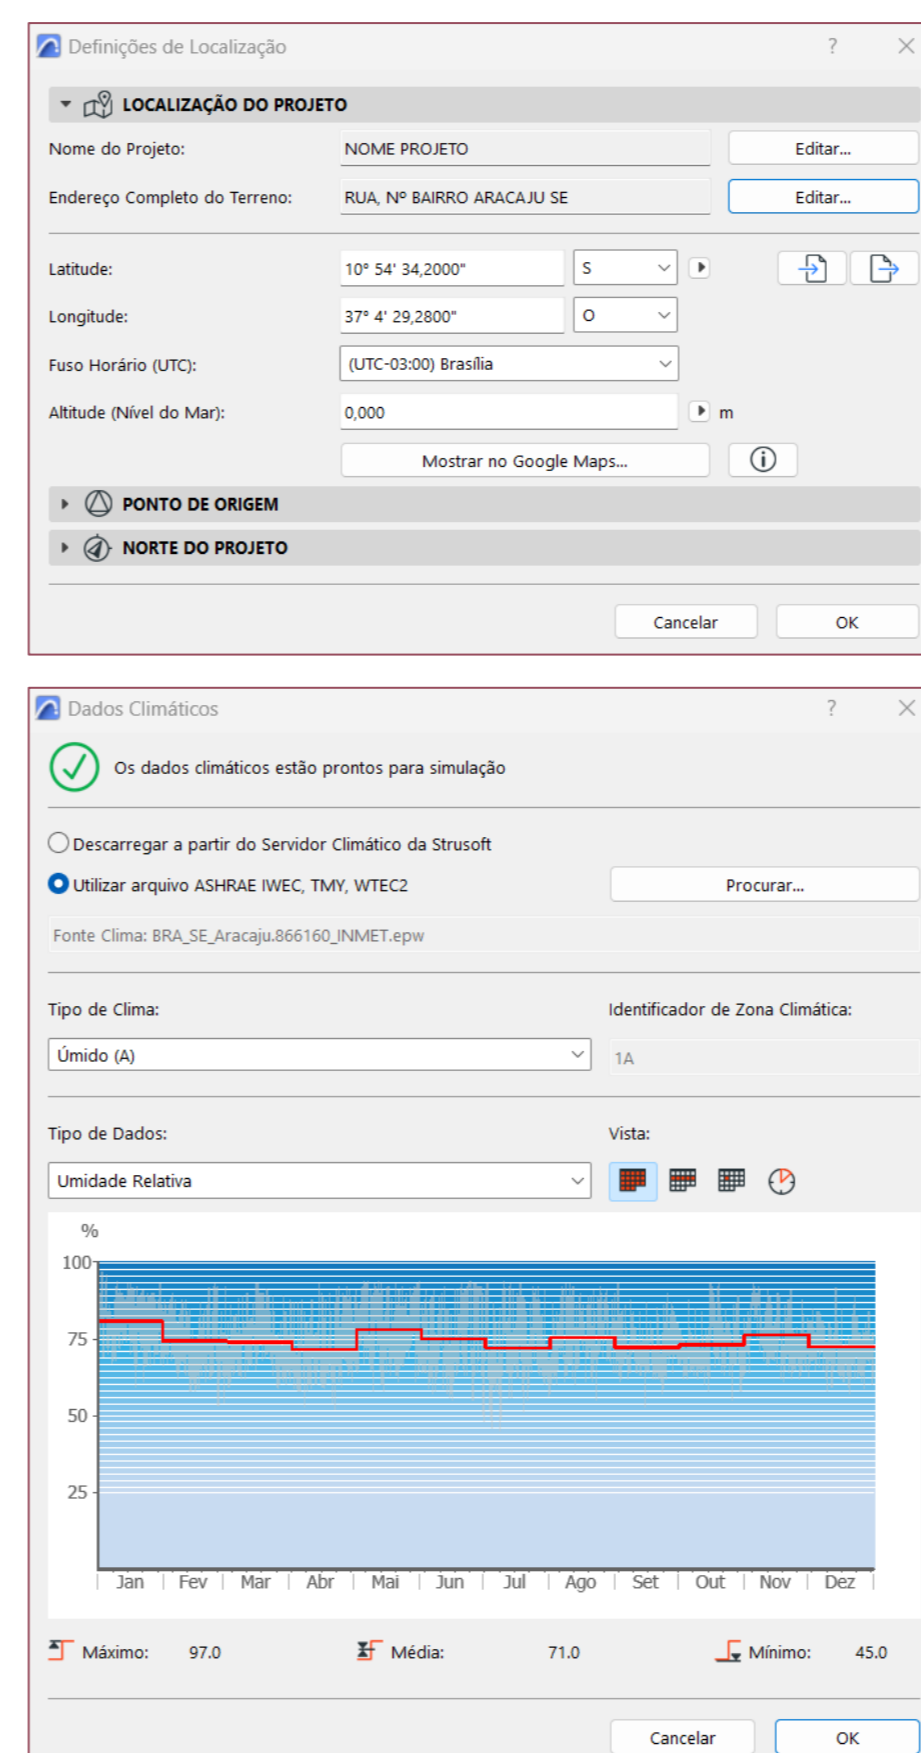 Definições de Localização
LOCALIZAÇÃO DO PROJETO
Nome do Projeto: NOME PROJETO Editar...
Endereço Completo do Terreno: RUA, Nº BAIRRO ARACAJU SE Editar...
Latitude: 10° 54' 34,2000" S
Longitude: 37° 4' 29,2800" O
Fuso Horário (UTC): (UTC-03:00) Brasília
Altitude (Nível do Mar): 0,000 m
Mostrar no Google Maps...
PONTO DE ORIGEM
NORTE DO PROJETO
Cancelar OK
Dados Climáticos
Os dados climáticos estão prontos para simulação
Descarregar a partir do Servidor Climático da Strusoft
Utilizar arquivo ASHRAE IWEC, TMY, WTEC2 Procurar...
Fonte Clima: BRA_SE_Aracaju.866160_INMET.epw
Tipo de Clima: Identificador de Zona Climática:
Úmido (A) 1A
Tipo de Dados: Vista:
Umidade Relativa
%
100
75
50
25
Jan Fev Mar Abr Mai Jun Jul Ago Set Out Nov Dez
Máximo: 97.0 Média: 71.0 Mínimo: 45.0
Cancelar OK